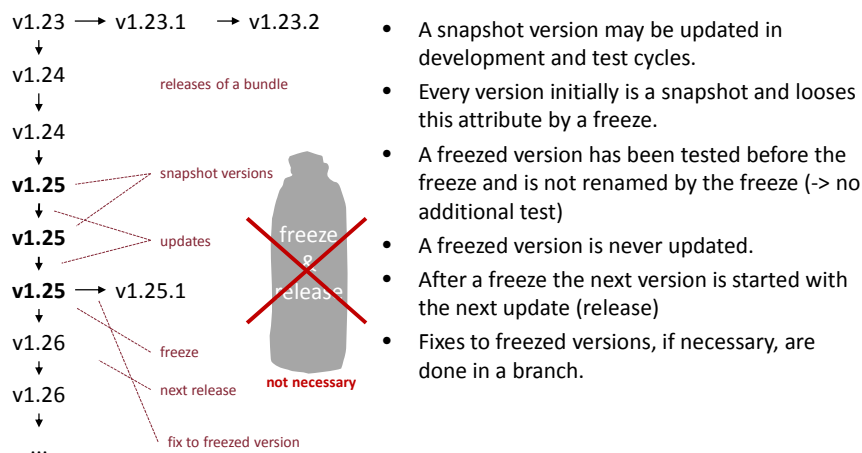 v1.23 → v1.23.1 → v1.23.2
v1.24
releases of a bundle
v1.24
v1.25
snapshot versions
v1.25
updates
v1.25 → v1.25.1
v1.26
freeze
v1.26
next release
...
fix to freezed version
freeze
&
release
not necessary
• A snapshot version may be updated in
development and test cycles.
• Every version initially is a snapshot and looses
this attribute by a freeze.
• A freezed version has been tested before the
freeze and is not renamed by the freeze (-> no
additional test)
• A freezed version is never updated.
• After a freeze the next version is started with
the next update (release)
• Fixes to freezed versions, if necessary, are
done in a branch.